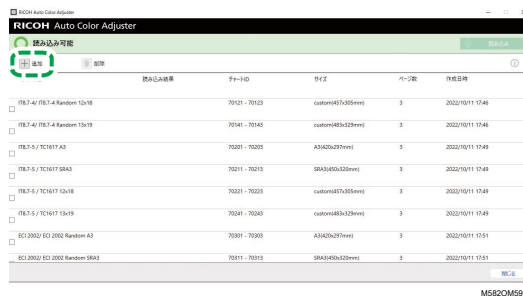 RICOH Auto Color Adjuster
RICOH Auto Color Adjuster
読み込み可能 読み込み
追加 削除
読み込み結果 チャートID サイズ ページ数 作成日時
IT8.7-4/ IT8.7-4 Random 12x18 70121 - 70123 custom(457x305mm) 3 2022/10/11 17:46
IT8.7-4/ IT8.7-4 Random 13x19 70141 - 70143 custom(483x329mm) 3 2022/10/11 17:46
IT8.7-5 / TC1617 A3 70201 - 70203 A3(420x297mm) 3 2022/10/11 17:49
IT8.7-5 / TC1617 SRA3 70211 - 70213 SRA3(450x320mm) 3 2022/10/11 17:49
IT8.7-5 / TC1617 12x18 70221 - 70223 custom(457x305mm) 3 2022/10/11 17:49
IT8.7-5 / TC1617 13x19 70241 - 70243 custom(483x329mm) 3 2022/10/11 17:49
ECI 2002/ ECI 2002 Random A3 70301 - 70303 A3(420x297mm) 3 2022/10/11 17:51
ECI 2002/ ECI 2002 Random SRA3 70311 - 70313 SRA3(450x320mm) 3 2022/10/11 17:51
閉じる
M582OM59